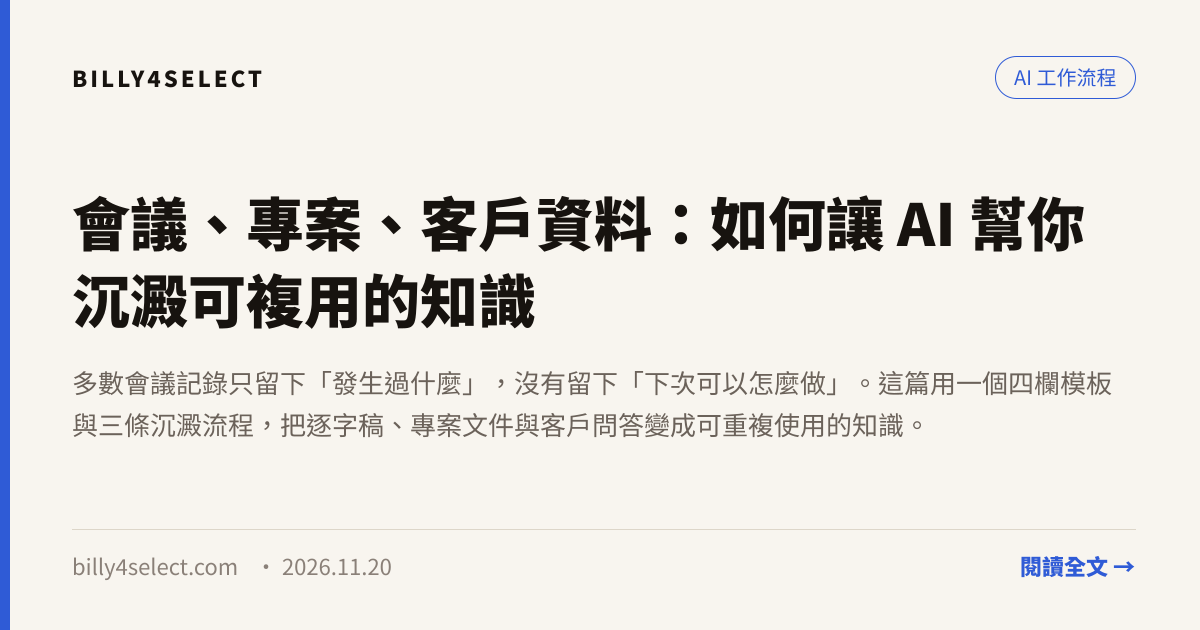 BILLY4SELECT
AI 工作流程
會議、專案、客戶資料：如何讓 AI 幫你
沉澱可複用的知識
多數會議記錄只留下「發生過什麼」，沒有留下「下次可以怎麼做」。這篇用一個四欄模板
與三條沉澱流程，把逐字稿、專案文件與客戶問答變成可重複使用的知識。
billy4select.com ・ 2026.11.20
閱讀全文 →